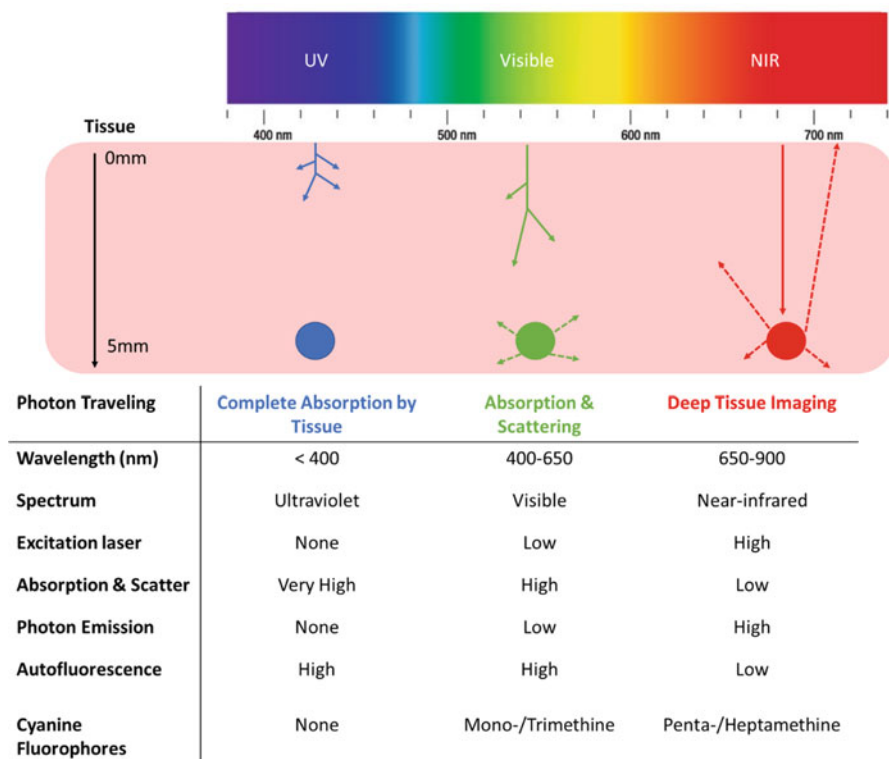 UV Visible NIR
Tissue
400 nm 500 nm 600 nm 700 nm
0mm
5mm
Photon Traveling Complete Absorption by Absorption & Deep Tissue Imaging
Tissue Scattering
Wavelength (nm) < 400 400-650 650-900
Spectrum Ultraviolet Visible Near-infrared
Excitation laser None Low High
Absorption & Scatter Very High High Low
Photon Emission None Low High
Autofluorescence High High Low
Cyanine None Mono-/Trimethine Penta-/Heptamethine
Fluorophores